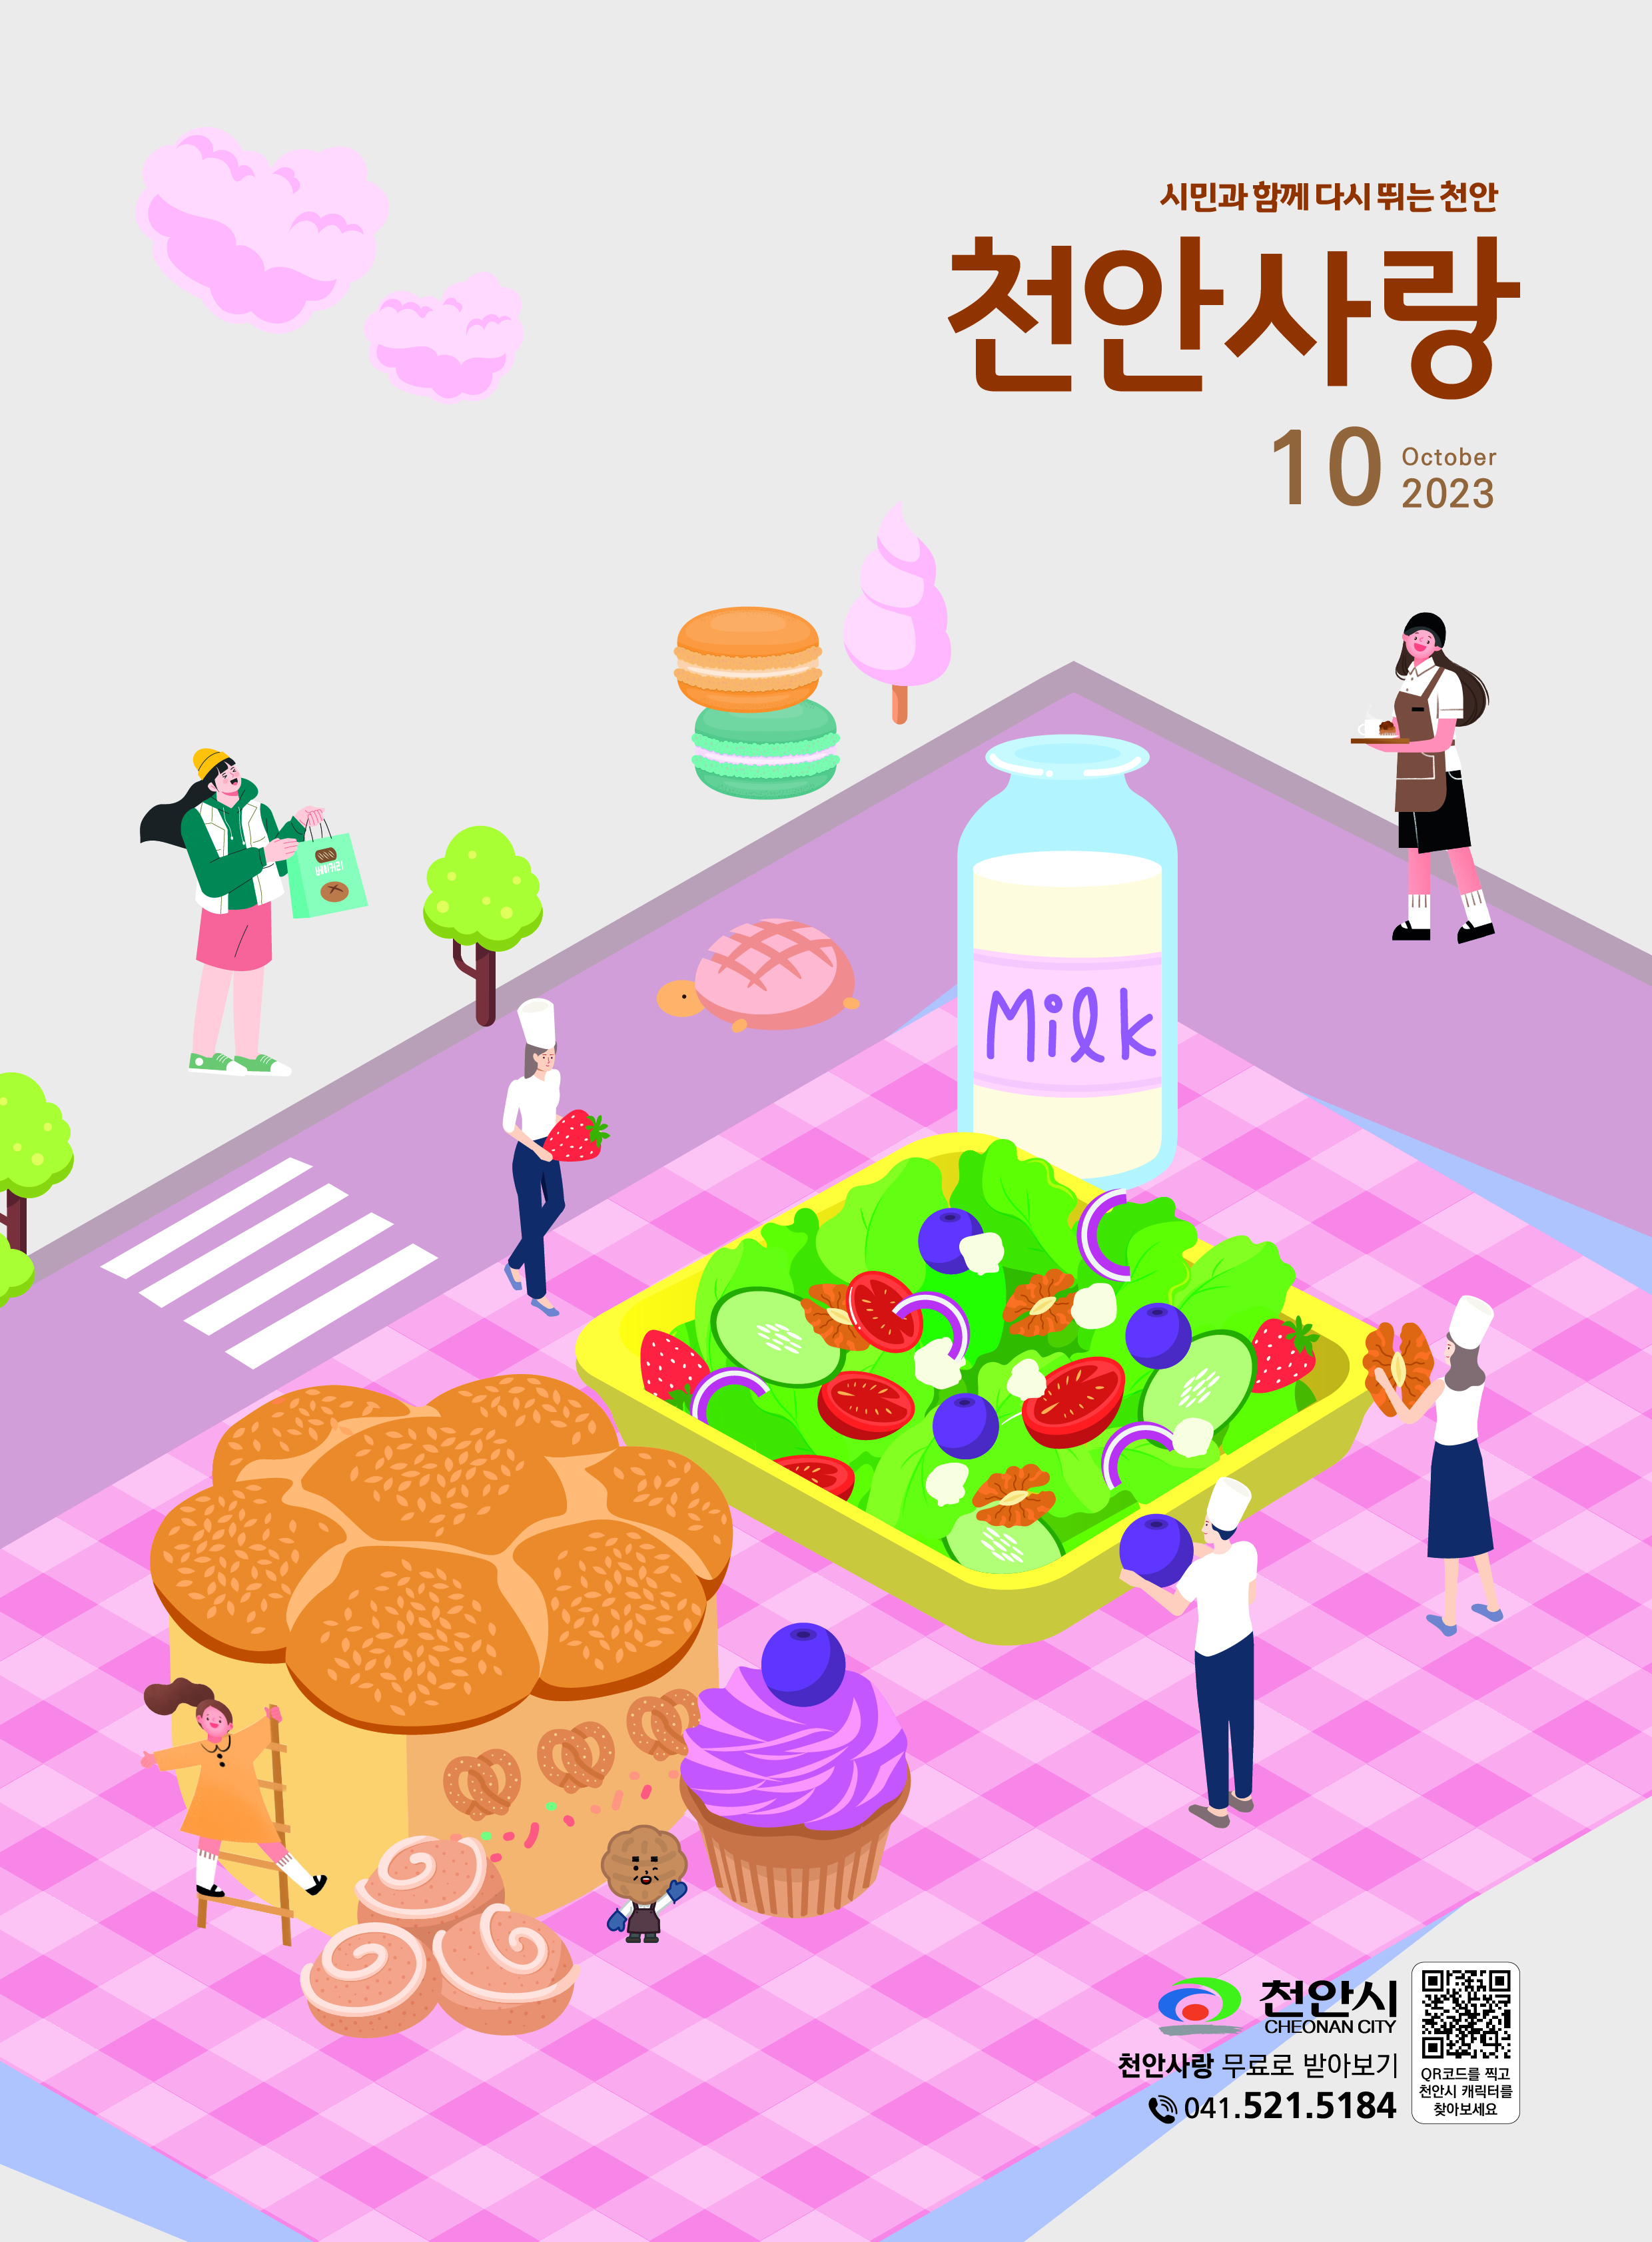 시민과 함께 다시 뛰는 천안
천안사랑
10
October
2023
Milk
천안시
CHEONAN CITY
천안사랑 무료로 받아보기
041.521.5184
QR코드를 찍고
천안시 캐릭터를
찾아보세요